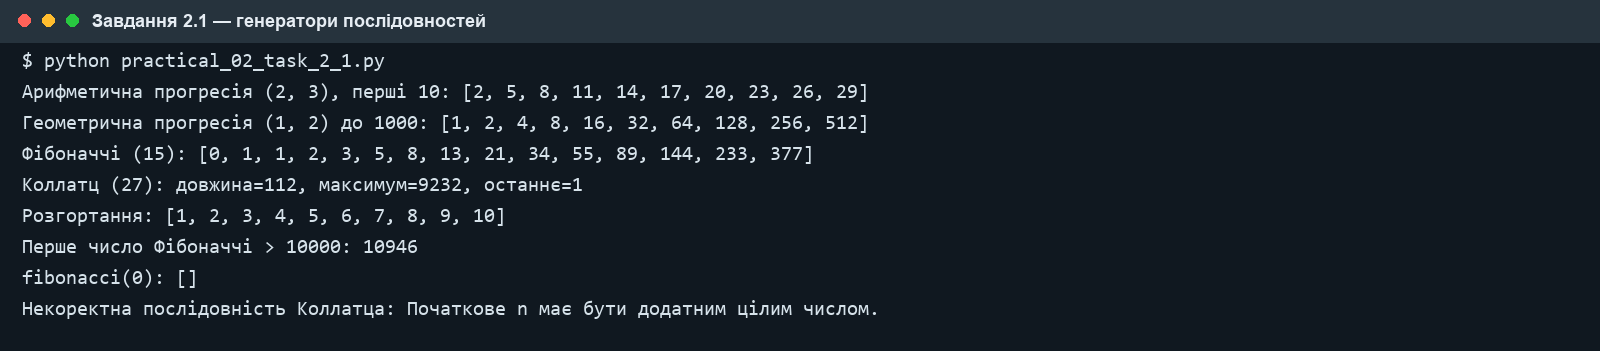 Завдання 2.1 — генератори послідовностей
$ python practical_02_task_2_1.py
Арифметична прогресія (2, 3), перші 10: [2, 5, 8, 11, 14, 17, 20, 23, 26, 29]
Геометрична прогресія (1, 2) до 1000: [1, 2, 4, 8, 16, 32, 64, 128, 256, 512]
Фібоначчі (15): [0, 1, 1, 2, 3, 5, 8, 13, 21, 34, 55, 89, 144, 233, 377]
Коллатц (27): довжина=112, максимум=9232, останнє=1
Розгортання: [1, 2, 3, 4, 5, 6, 7, 8, 9, 10]
Перше число Фібоначчі > 10000: 10946
fibonacci(0): []
Некоректна послідовність Коллатца: Початкове n має бути додатним цілим числом.